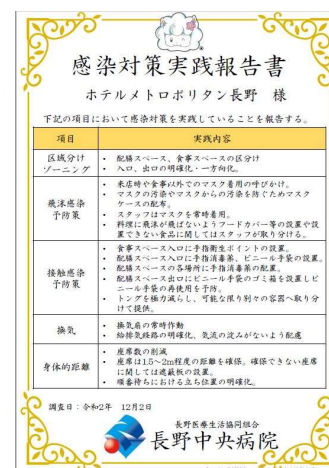 感染対策実践報告書
ホテルメトロポリタン長野 様
下記の項目において感染対策を実践していることを報告する。
項目 実践内容
区域分け
ゾーニング
・ 配膳スペース、食事スペースの区分け
・ 入口、出口の明確化・一方向化。
飛沫感染
予防策
・ 来店時や食事以外でのマスク着用の呼びかけ。
・ マスクの汚染やマスクからの汚染を防ぐためマスク
ケースの配布。
・ スタッフはマスクを常時着用。
・ 料理に飛沫が飛ばないようフードカバー等の設置や設
置できない食品に関してはスタッフが取り分ける。
接触感染
予防策
・ 食事スペース入口に手指衛生ポイントの設置。
・ 配膳スペース入口に手指消毒薬、ビニール手袋の設置。
・ 配膳スペースの各場所に手指消毒薬の配置。
・ 配膳スペース出口にビニール手袋のゴミ箱を設置しビ
ニール手袋の再使用を予防。
・ トングを極力減らし、可能な限り別々の容器へ取り分
けて提供。
換気
・ 換気扇の常時作動
・ 給排気経路の明確化、気流の淀みがないよう配慮
身体的距離
・ 座席数の削減
・ 座席は1.5～2m程度の距離を確保。確保できない座席
に関しては遮蔽板の設置。
・ 順番待ちにおける立ち位置の明確化。
調査日:令和2年 12月2日
長野医療生活協同組合
長野中央病院